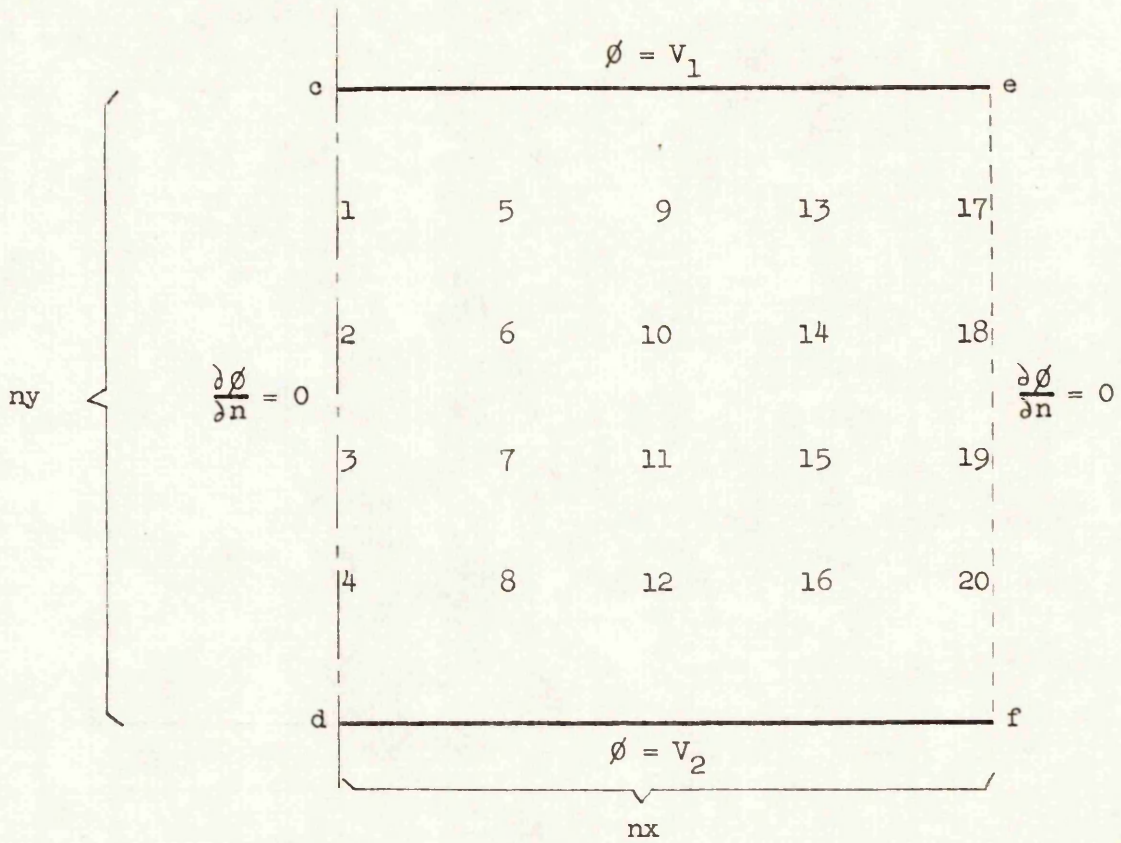 ∅ = V₁
c e
1 5 9 13 17
2 6 10 14 18
ny ∂∅/∂n = 0 ∂∅/∂n = 0
3 7 11 15 19
4 8 12 16 20
d f
∅ = V₂
nx